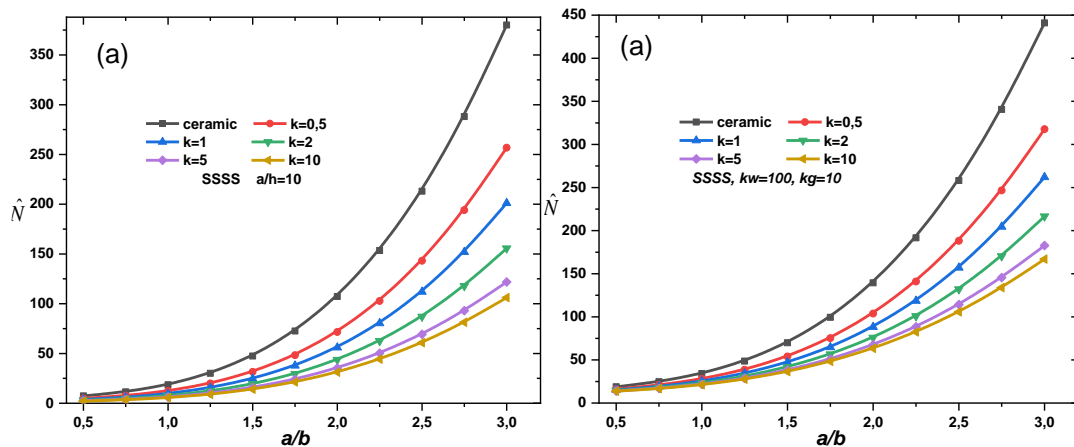 (a)
350
300
250
200
150
100
50
0
N̂
ceramic k=0,5
k=1 k=2
k=5 k=10
SSSS a/h=10
0,5 1,0 1,5 2,0 2,5 3,0
a/b
(a)
450
400
350
300
250
200
150
100
50
0
N̂
ceramic k=0,5
k=1 k=2
k=5 k=10
SSSS, kw=100, kg=10
0,5 1,0 1,5 2,0 2,5 3,0
a/b